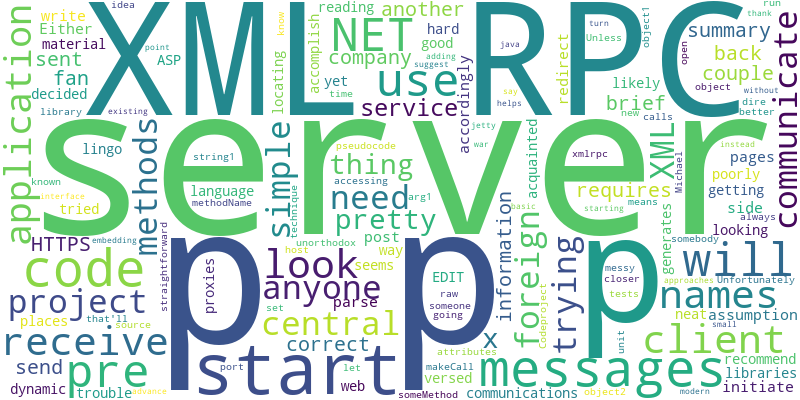 idea
run
Either
write
material
sent
fan
ASP
decided
library
existing
application
XML
RPC
know
locating
accomplish
reading
another
hard
NET
company
yet
good
time
adding
use
service
accordingly
suggest
say
helps
turn
java
Unless
redirect
open
object1
summary
back
couple
likely
brief
object
calls
new
without
thank
dire
better
point
communicate
server
lingo
methods
string1
language
methodName
simple
technique
pseudocode
known
accessing
thing
need
pretty
arg1
jetty
war
acquainted
basic
requires
xmlrpc
means
starting
XML
Michael
pages
poorly
getting
side
always
looking
instead
tried
interface
HTTPS
embedding
code
project
places
that'll
source
receive
send
dynamic
trouble
advance
pre
straightforward
p
proxies
start
port
look
unorthodox
host
post
way
seems
anyone
EDIT
raw
someone
going
parse
central
set
correct
let
web
attributes
versed
makeCall
communications
someMethod
x
information
foreign
Codeproject
trying
p
p
messy
closer
tests
unit
object2
messages
generates
somebody
Unfortunately
approaches
will
names
neat
assumption
small
client
recommend
libraries
modern
initiate